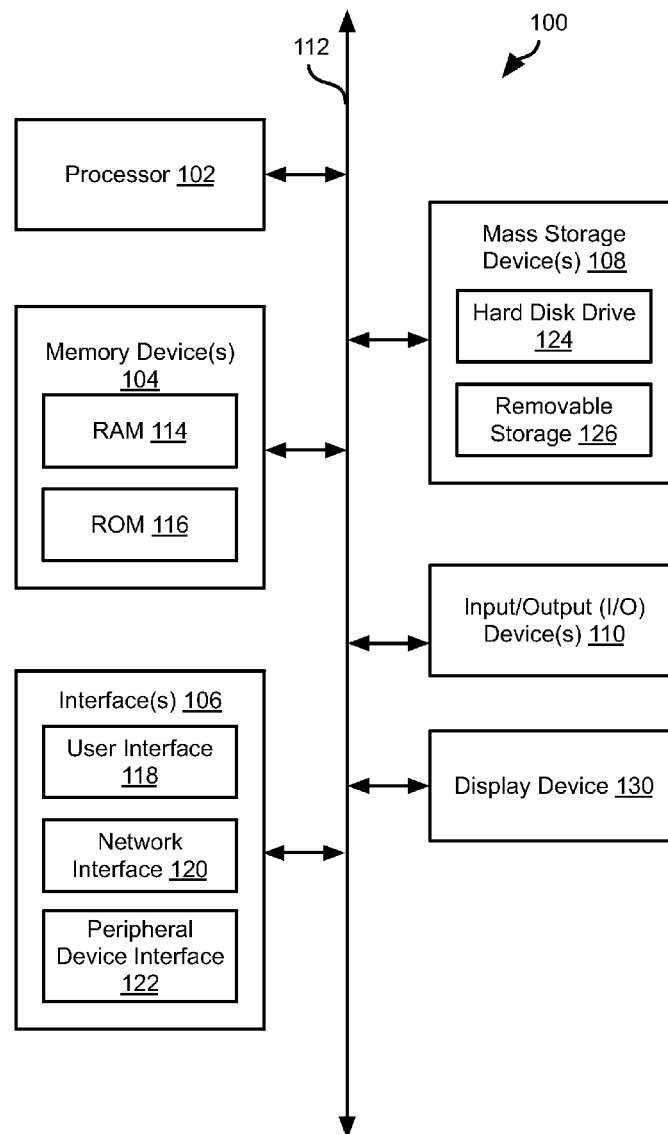 112
100
Processor 102
Mass Storage
Device(s) 108
Hard Disk Drive
124
Removable
Storage 126
Memory Device(s)
104
RAM 114
ROM 116
Input/Output (I/O)
Device(s) 110
Interface(s) 106
User Interface
118
Network
Interface 120
Peripheral
Device Interface
122
Display Device 130